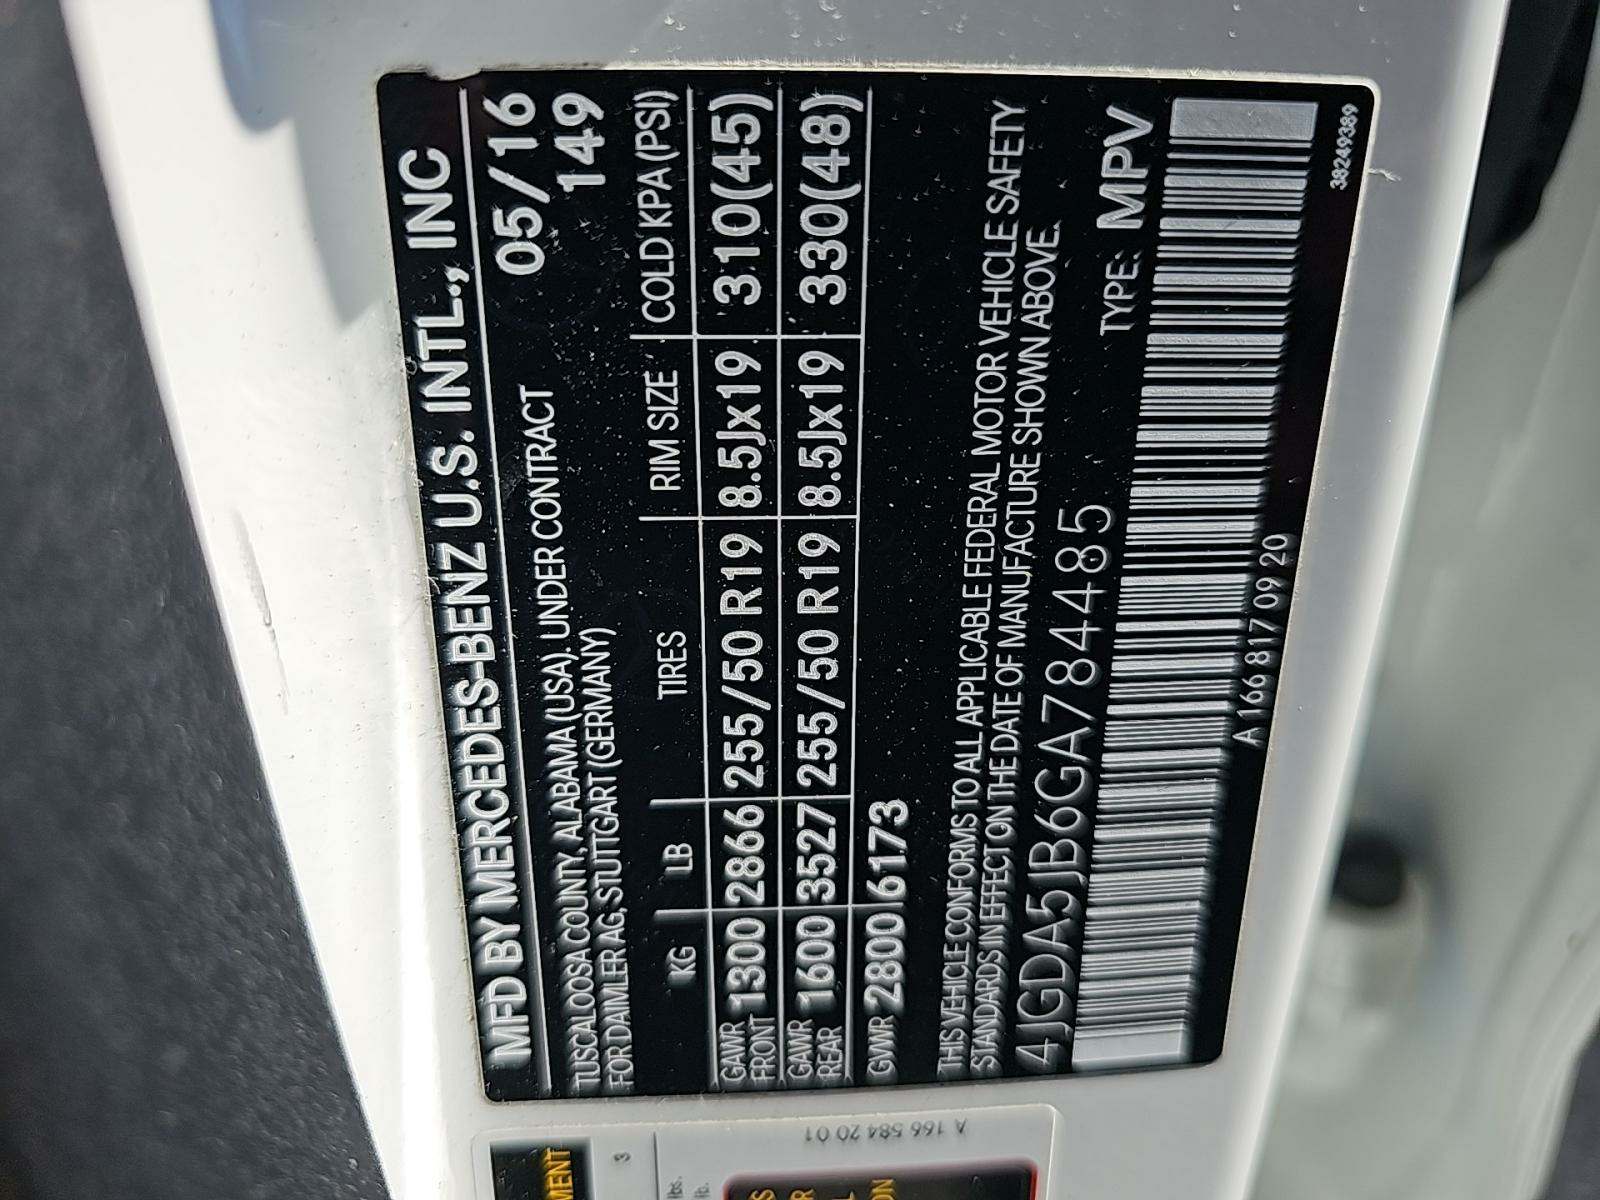 MFD BY MERCEDES-BENZ U.S. INTL., INC
TUSCALOOSA COUNTY, ALABAMA (USA). UNDER CONTRACT 05/16
FOR DAIMLER AG, STUTTGART (GERMANY) 149
KG LB TIRES RIM SIZE COLD KPA (PSI)
GAWR FRONT 1300 2866 255/50 R19 8.5Jx19 310(45)
GAWR REAR 1600 3527 255/50 R19 8.5Jx19 330(48)
GVWR 2800 6173
THIS VEHICLE CONFORMS TO ALL APPLICABLE FEDERAL MOTOR VEHICLE SAFETY
STANDARDS IN EFFECT ON THE DATE OF MANUFACTURE SHOWN ABOVE.
4JGDA5JB6GA784485 TYPE: MPV
A 166 817 09 20
38249389
A 166 584 20 01
3
lbs.
lb.